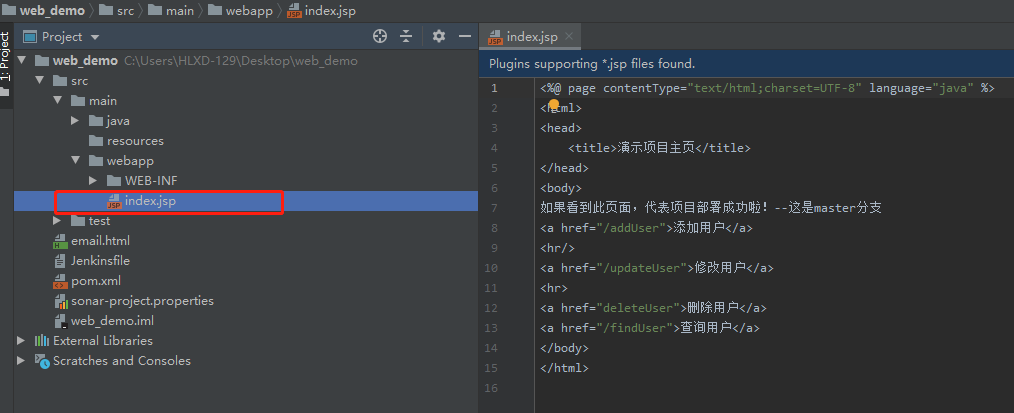 web_demo src main webapp index.jsp
1: Project
Project
web_demo C:\Users\HLXD-129\Desktop\web_demo
src
main
java
resources
webapp
WEB-INF
index.jsp
test
email.html
Jenkinsfile
pom.xml
sonar-project.properties
web_demo.iml
External Libraries
Scratches and Consoles
index.jsp
Plugins supporting *.jsp files found.
1 <%@ page contentType="text/html;charset=UTF-8" language="java" %>
2 <html>
3 <head>
4 <title>演示项目主页</title>
5 </head>
6 <body>
7 如果看到此页面，代表项目部署成功啦！--这是master分支
8 <a href="/addUser">添加用户</a>
9 <hr/>
10 <a href="/updateUser">修改用户</a>
11 <hr>
12 <a href="deleteUser">删除用户</a>
13 <a href="/findUser">查询用户</a>
14 </body>
15 </html>
16